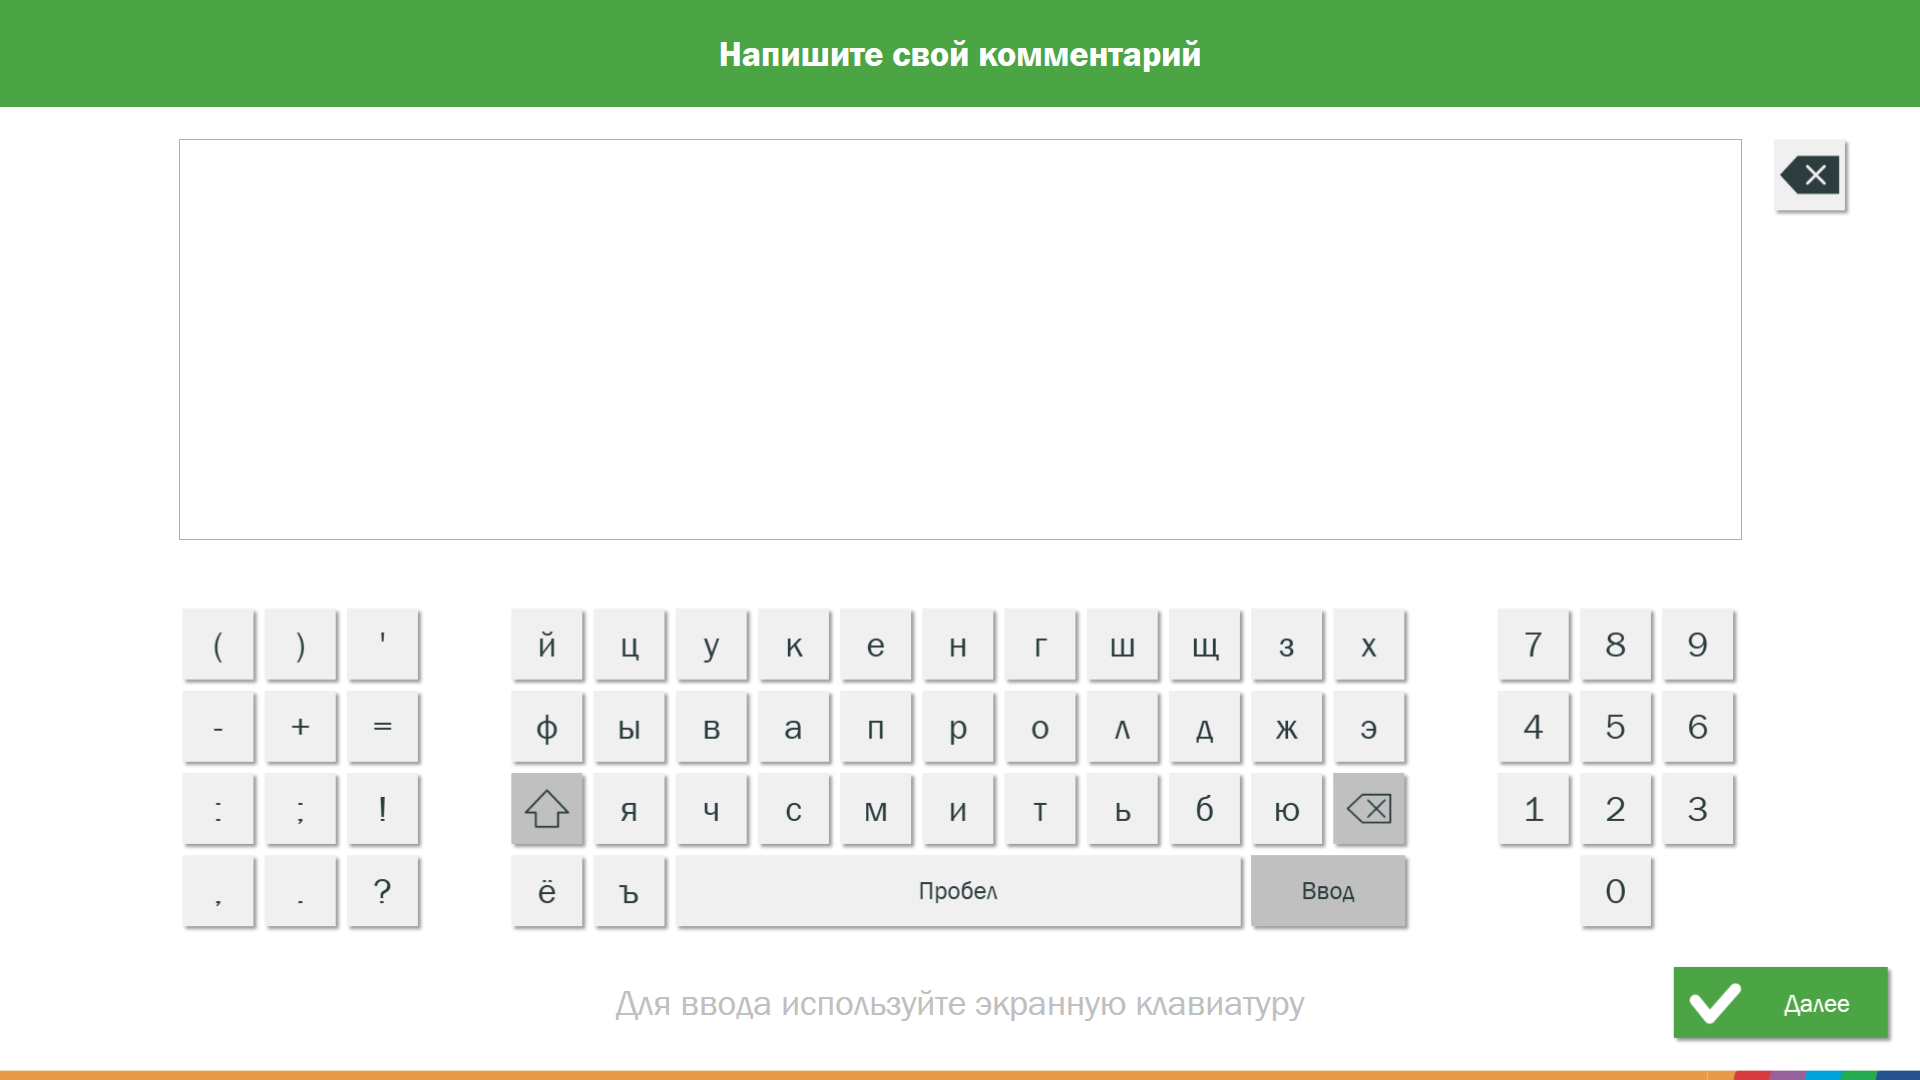 Напишите свой комментарий
( ) ' й ц у к е н г ш щ з х 7 8 9
- + = ф ы в а п р о л д ж э 4 5 6
: ; ! я ч с м и т ь б ю 1 2 3
, . ? ё ъ Пробел Ввод 0
Для ввода используйте экранную клавиатуру
Далее